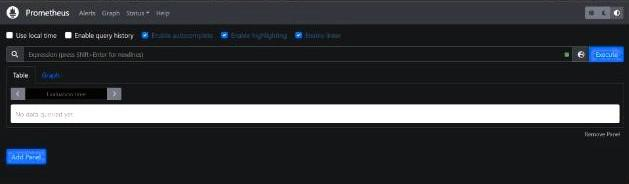 Prometheus Alerts Graph Status Help
Use local time Enable query history Enable autocomplete Enable highlighting Enable linter
Expression (press Shift+Enter for newlines) Execute
Table Graph
Evaluation time
No data queried yet
Remove Panel
Add Panel